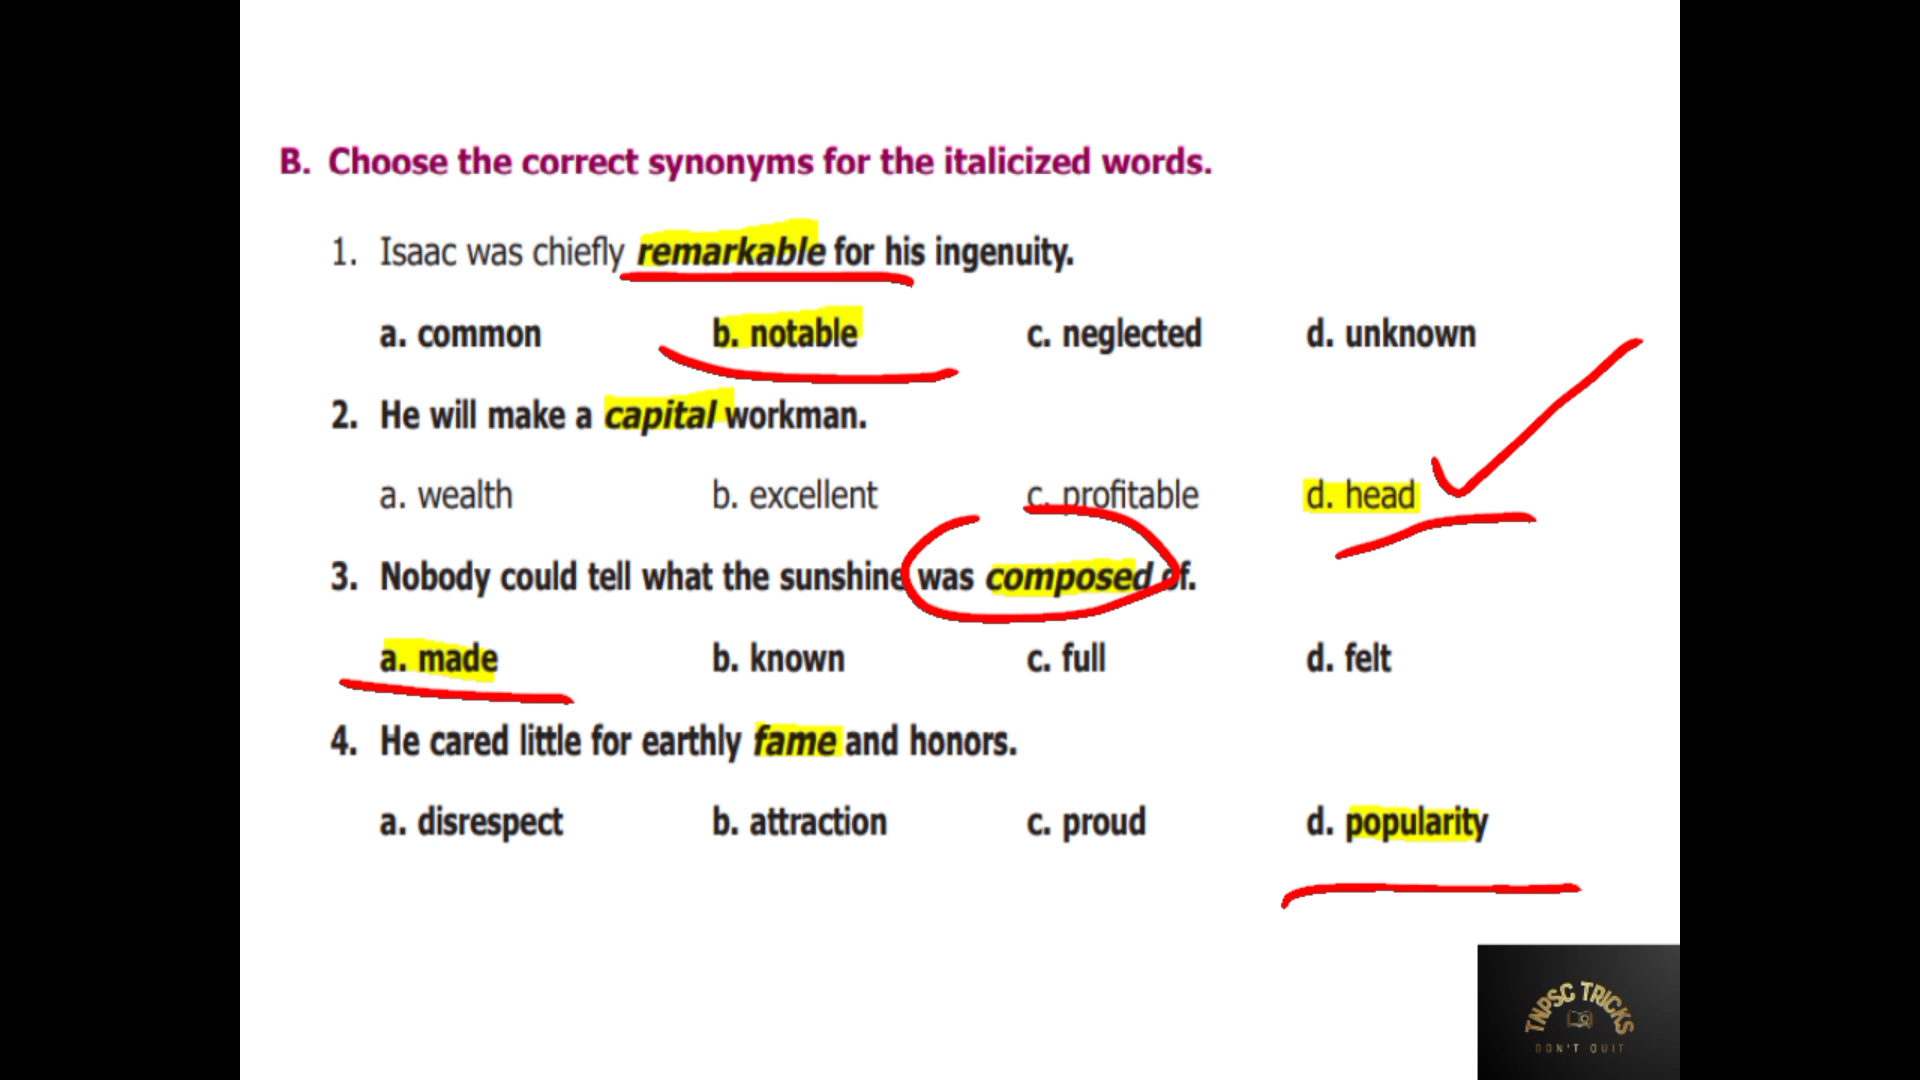 B. Choose the correct synonyms for the italicized words.
1. Isaac was chiefly remarkable for his ingenuity.
a. common b. notable c. neglected d. unknown
2. He will make a capital workman.
a. wealth b. excellent c. profitable d. head
3. Nobody could tell what the sunshine was composed of.
a. made b. known c. full d. felt
4. He cared little for earthly fame and honors.
a. disrespect b. attraction c. proud d. popularity
TNPSC TRICKS
DON'T QUIT